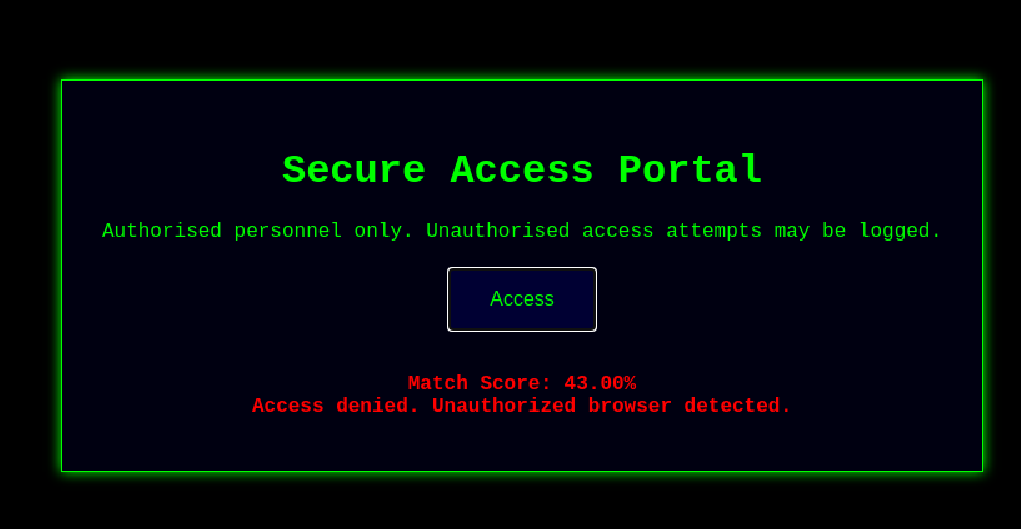 Secure Access Portal
Authorised personnel only. Unauthorised access attempts may be logged.
Access
Match Score: 43.00%
Access denied. Unauthorized browser detected.